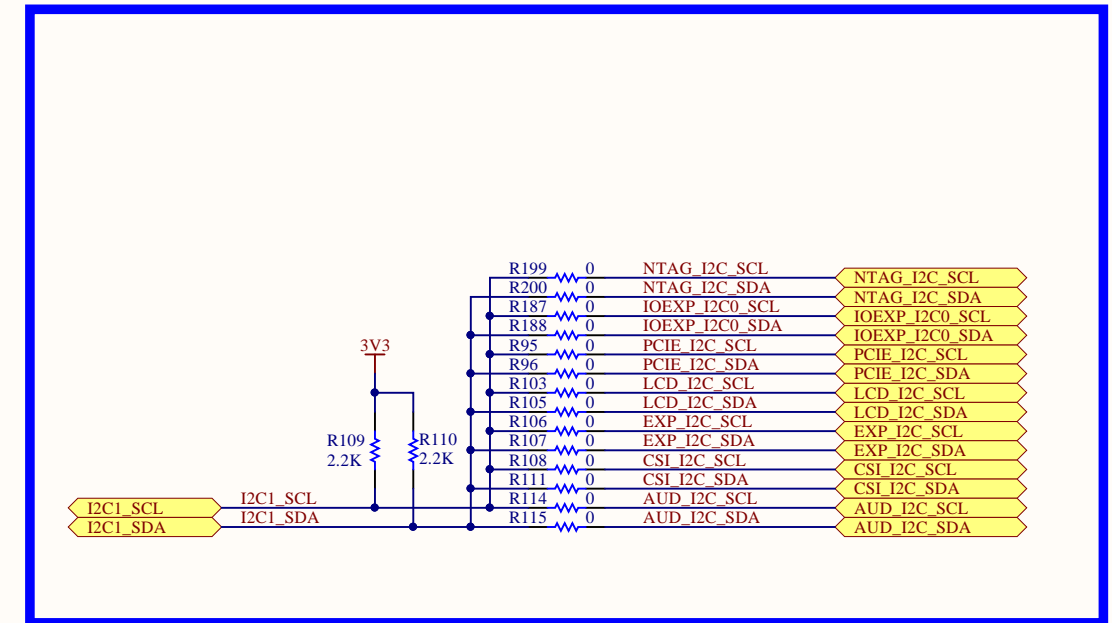 R199 0 NTAG_I2C_SCL NTAG_I2C_SCL
R200 0 NTAG_I2C_SDA NTAG_I2C_SDA
R187 0 IOEXP_I2C0_SCL IOEXP_I2C0_SCL
R188 0 IOEXP_I2C0_SDA IOEXP_I2C0_SDA
3V3 R95 0 PCIE_I2C_SCL PCIE_I2C_SCL
R96 0 PCIE_I2C_SDA PCIE_I2C_SDA
R103 0 LCD_I2C_SCL LCD_I2C_SCL
R105 0 LCD_I2C_SDA LCD_I2C_SDA
R106 0 EXP_I2C_SCL EXP_I2C_SCL
R109 R110 R107 0 EXP_I2C_SDA EXP_I2C_SDA
2.2K 2.2K R108 0 CSI_I2C_SCL CSI_I2C_SCL
R111 0 CSI_I2C_SDA CSI_I2C_SDA
I2C1_SCL I2C1_SCL R114 0 AUD_I2C_SCL AUD_I2C_SCL
I2C1_SDA I2C1_SDA R115 0 AUD_I2C_SDA AUD_I2C_SDA